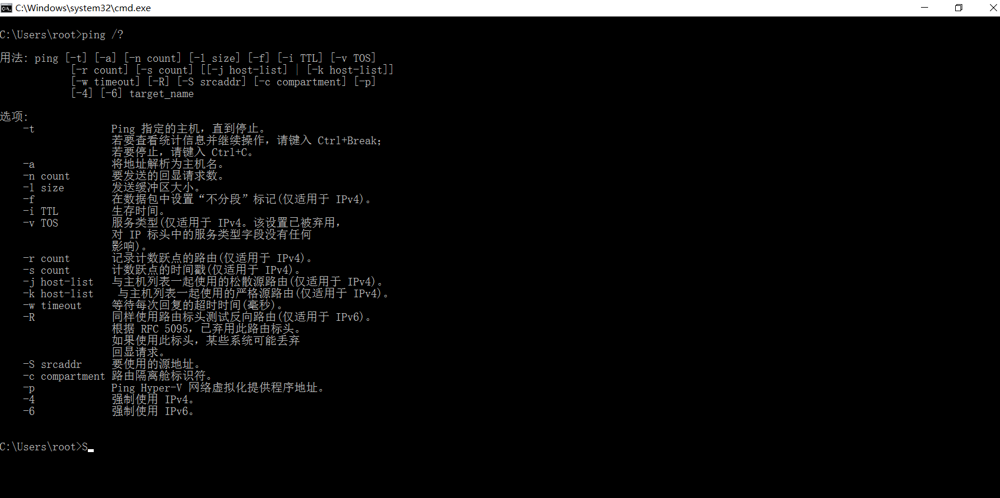 C:\Windows\system32\cmd.exe
C:\Users\root>ping /?
用法: ping [-t] [-a] [-n count] [-l size] [-f] [-i TTL] [-v TOS]
[-r count] [-s count] [[-j host-list] | [-k host-list]]
[-w timeout] [-R] [-S srcaddr] [-c compartment] [-p]
[-4] [-6] target_name
选项:
-t Ping 指定的主机，直到停止。
若要查看统计信息并继续操作，请键入 Ctrl+Break；
若要停止，请键入 Ctrl+C。
-a 将地址解析为主机名。
-n count 要发送的回显请求数。
-l size 发送缓冲区大小。
-f 在数据包中设置“不分段”标记(仅适用于 IPv4)。
-i TTL 生存时间。
-v TOS 服务类型(仅适用于 IPv4。该设置已被弃用，
对 IP 标头中的服务类型字段没有任何
影响)。
-r count 记录计数跃点的路由(仅适用于 IPv4)。
-s count 计数跃点的时间戳(仅适用于 IPv4)。
-j host-list 与主机列表一起使用的松散源路由(仅适用于 IPv4)。
-k host-list 与主机列表一起使用的严格源路由(仅适用于 IPv4)。
-w timeout 等待每次回复的超时时间(毫秒)。
-R 同样使用路由标头测试反向路由(仅适用于 IPv6)。
根据 RFC 5095，已弃用此路由标头。
如果使用此标头，某些系统可能丢弃
回显请求。
-S srcaddr 要使用的源地址。
-c compartment 路由隔离舱标识符。
-p Ping Hyper-V 网络虚拟化提供程序地址。
-4 强制使用 IPv4。
-6 强制使用 IPv6。
C:\Users\root>S